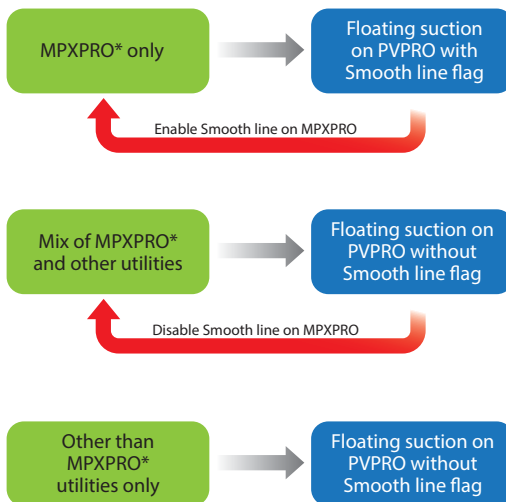 MPXPRO* only
Floating suction
on PVPRO with
Smooth line flag
Enable Smooth line on MPXPRO
Mix of MPXPRO*
and other utilities
Floating suction on
PVPRO without
Smooth line flag
Disable Smooth line on MPXPRO
Other than
MPXPRO*
utilities only
Floating suction on
PVPRO without
Smooth line flag